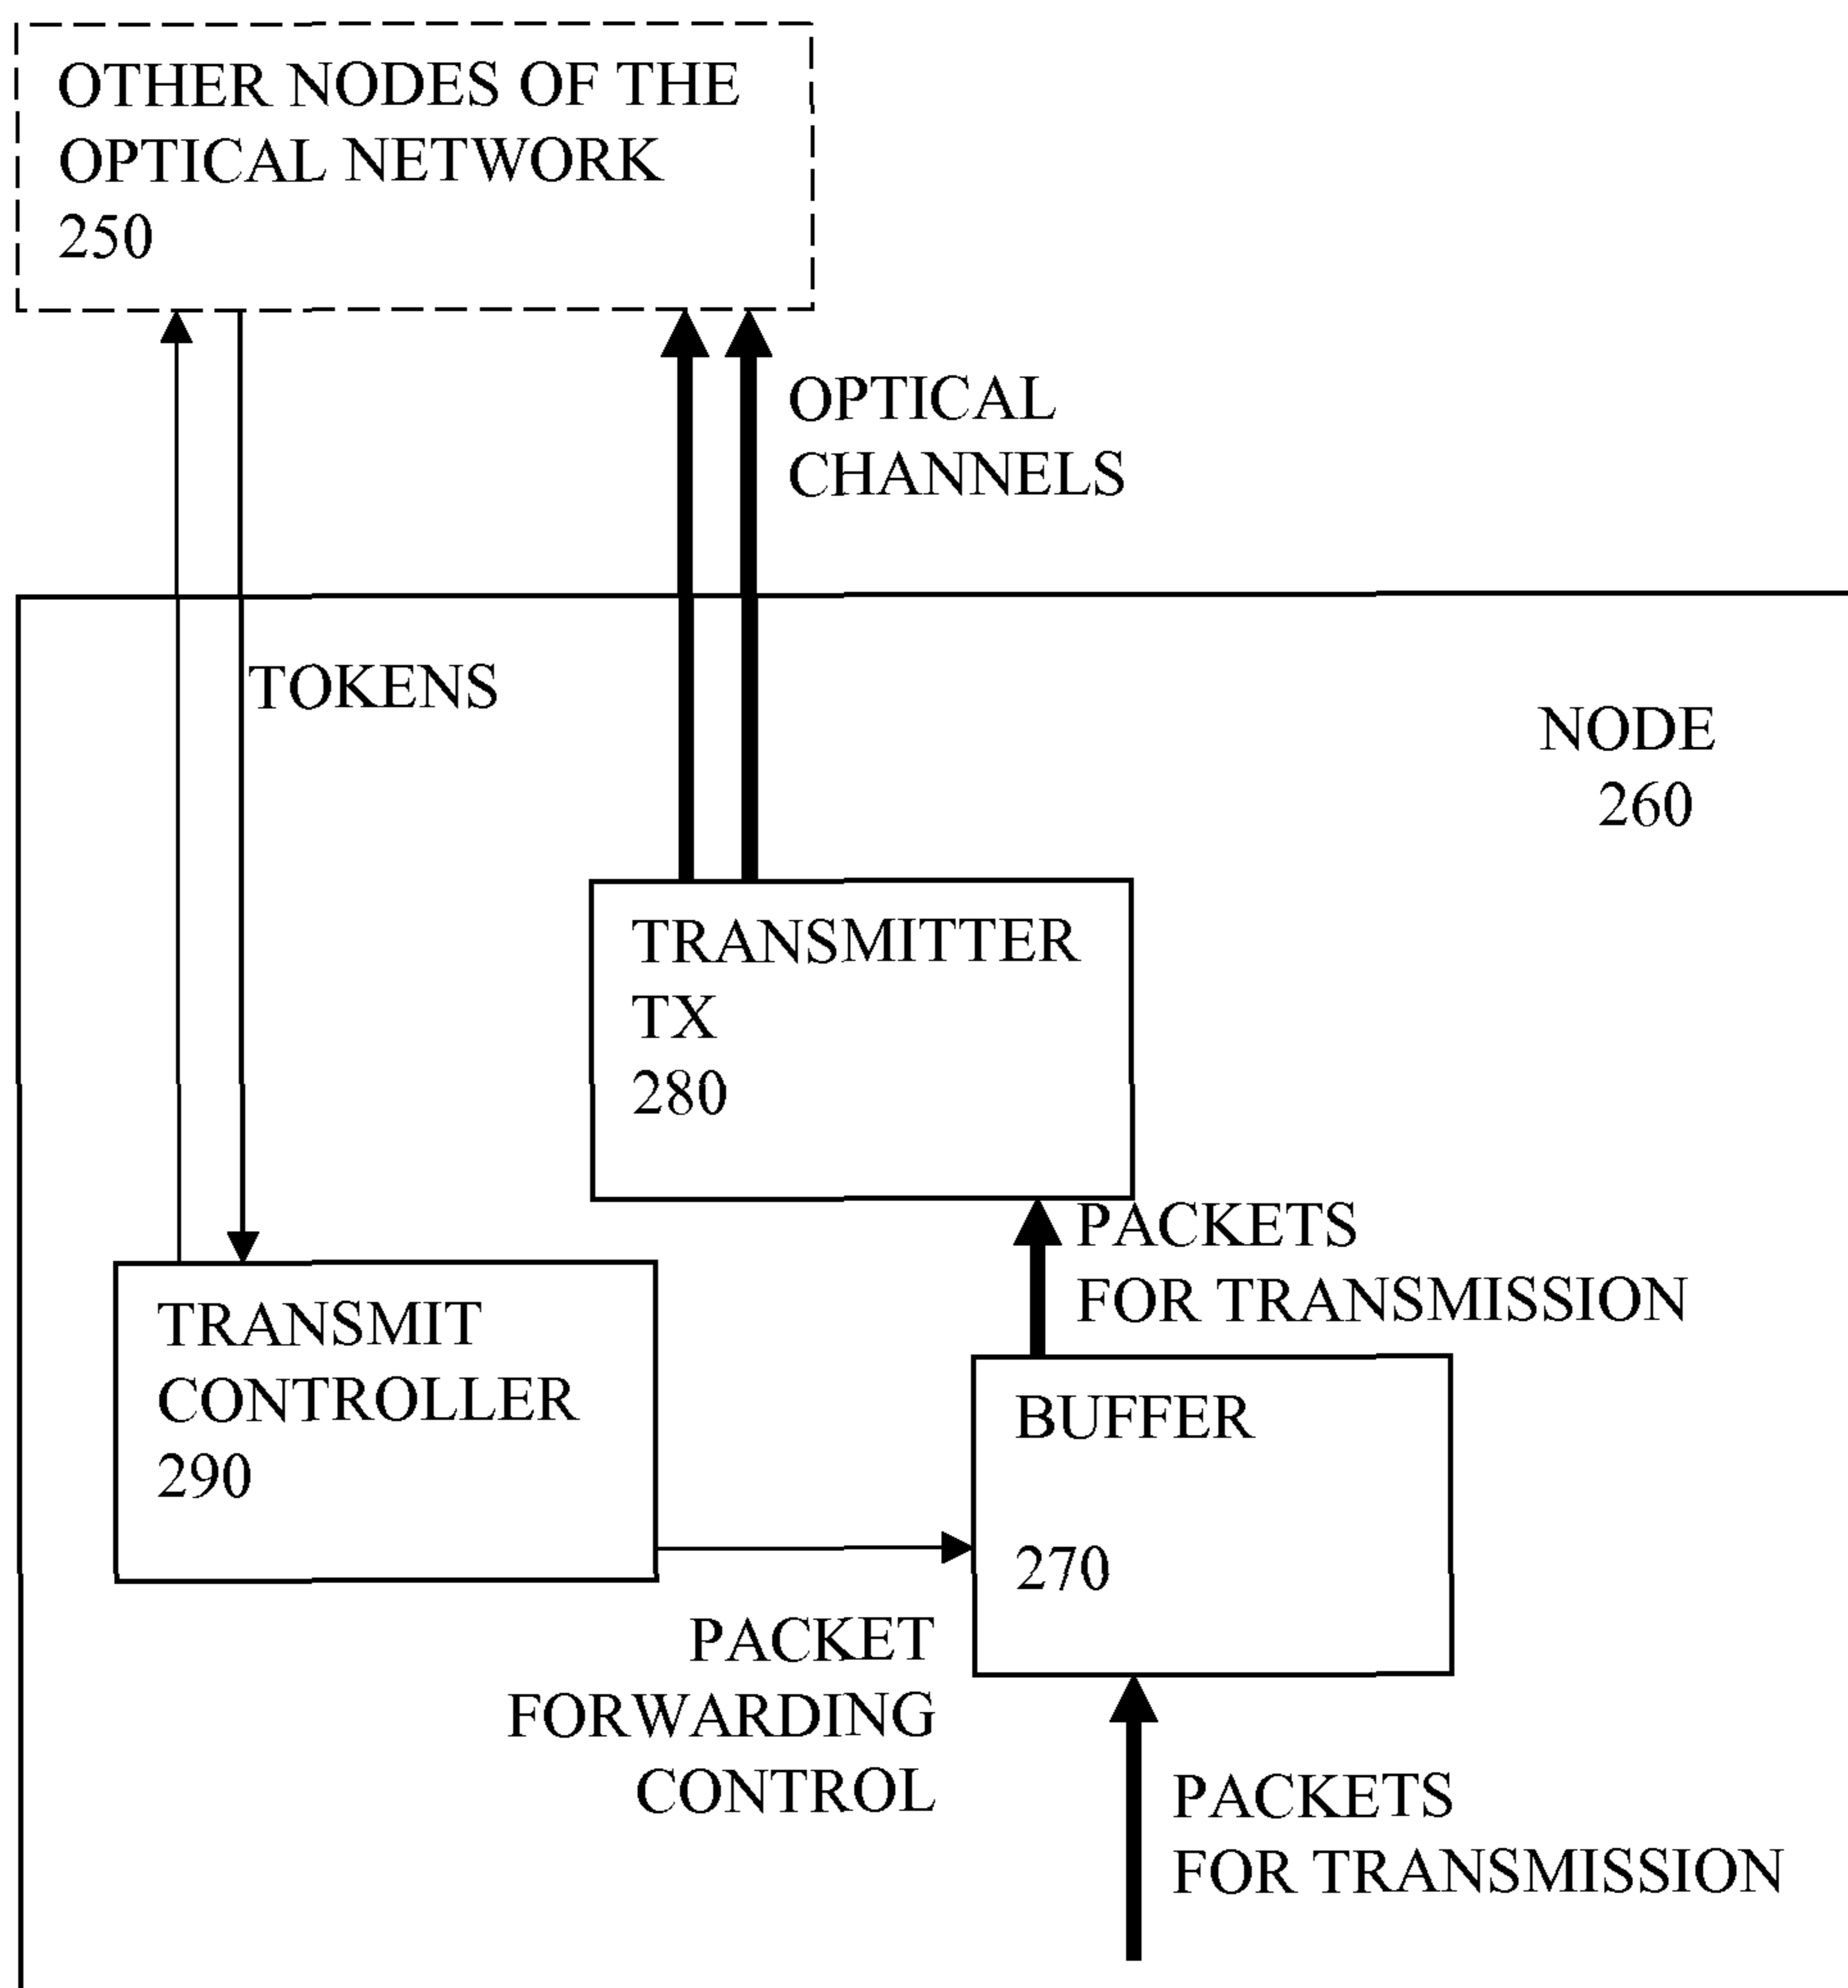 OTHER NODES OF THE
OPTICAL NETWORK
250
OPTICAL
CHANNELS
TOKENS
NODE
260
TRANSMITTER
TX
280
PACKETS
FOR TRANSMISSION
TRANSMIT
CONTROLLER
290
BUFFER
270
PACKET
FORWARDING
CONTROL
PACKETS
FOR TRANSMISSION